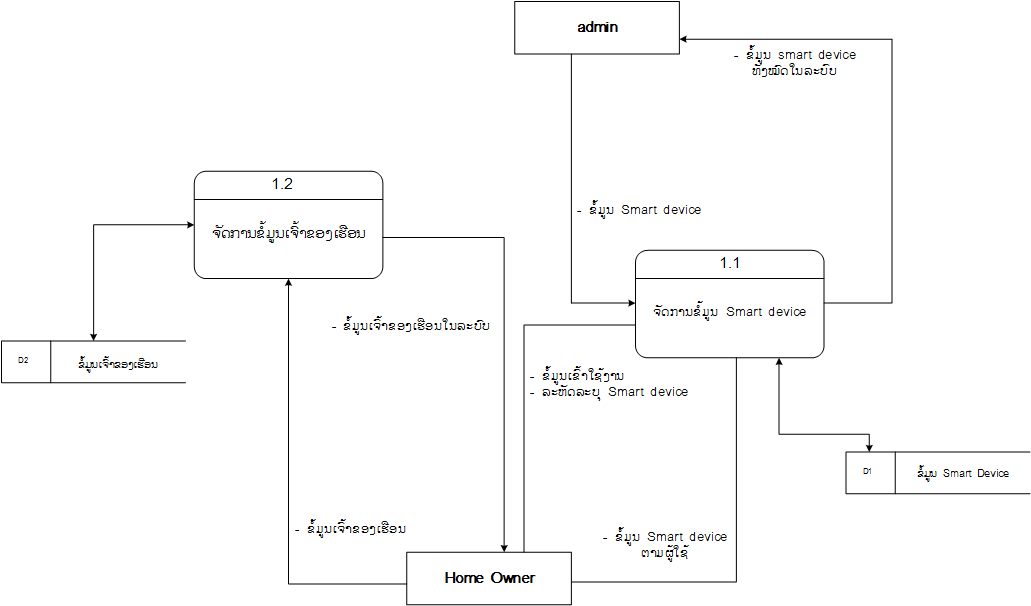 admin
- ຂໍ້ມູນ smart device
ທັງໝົດໃນລະບົບ
1.2
ຈັດການຂໍ້ມູນເຈົ້າຂອງເຮືອນ
- ຂໍ້ມູນ Smart device
1.1
ຈັດການຂໍ້ມູນ Smart device
- ຂໍ້ມູນເຈົ້າຂອງເຮືອນໃນລະບົບ
D2
ຂໍ້ມູນເຈົ້າຂອງເຮືອນ
- ຂໍ້ມູນເຂົ້າໃຊ້ງານ
- ລະຫັດລະບຸ Smart device
D1
ຂໍ້ມູນ Smart Device
- ຂໍ້ມູນເຈົ້າຂອງເຮືອນ
- ຂໍ້ມູນ Smart device
ຕາມຜູ້ໃຊ້
Home Owner